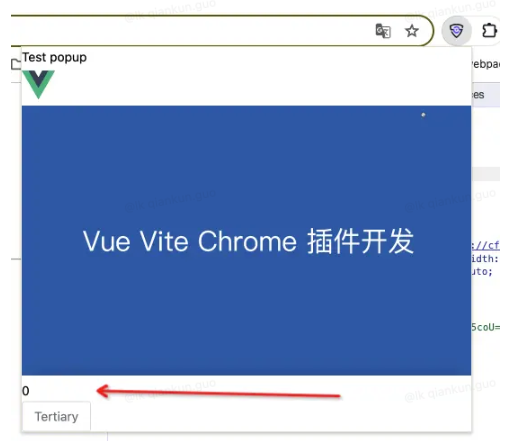 Test popup
webpac
es
Vue Vite Chrome 插件开发
://cf
idth:
uto;
5coU=
0
Tertiary
@ik qiankun.guo